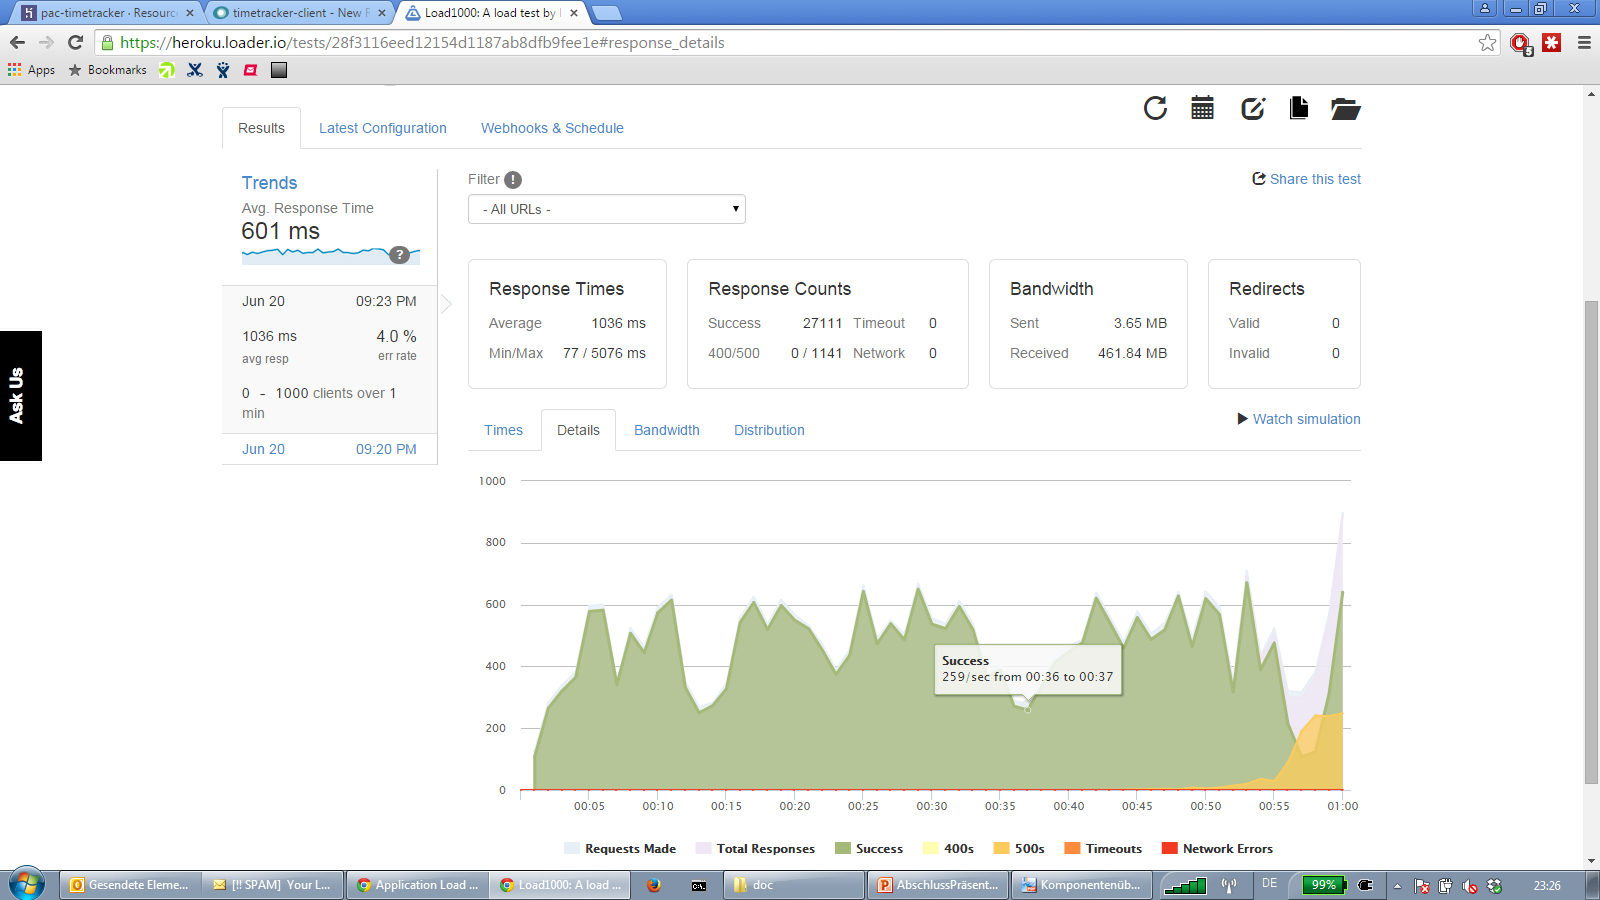 pac-timetracker · Resourc
timetracker-client - New R
Load1000: A load test by
https://heroku.loader.io/tests/28f3116eed12154d1187ab8dfb9fee1e#response_details
5
Apps
Bookmarks
Results
Latest Configuration
Webhooks & Schedule
Trends
Avg. Response Time
601 ms
?
Jun 20 09:23 PM
1036 ms 4.0 %
avg resp err rate
0 - 1000 clients over 1
min
Jun 20 09:20 PM
Ask Us
Filter !
- All URLs -
Share this test
Response Times
Average 1036 ms
Min/Max 77 / 5076 ms
Response Counts
Success 27111 Timeout 0
400/500 0 / 1141 Network 0
Bandwidth
Sent 3.65 MB
Received 461.84 MB
Redirects
Valid 0
Invalid 0
Times
Details
Bandwidth
Distribution
Watch simulation
1000
800
600
400
200
0
Success
259/sec from 00:36 to 00:37
00:05 00:10 00:15 00:20 00:25 00:30 00:35 00:40 00:45 00:50 00:55 01:00
Requests Made Total Responses Success 400s 500s Timeouts Network Errors
Gesendete Eleme...
[!! SPAM] Your L...
Application Load ...
Load1000: A load ...
doc
AbschlussPräsent...
Komponentenüb...
DE
99%
23:26